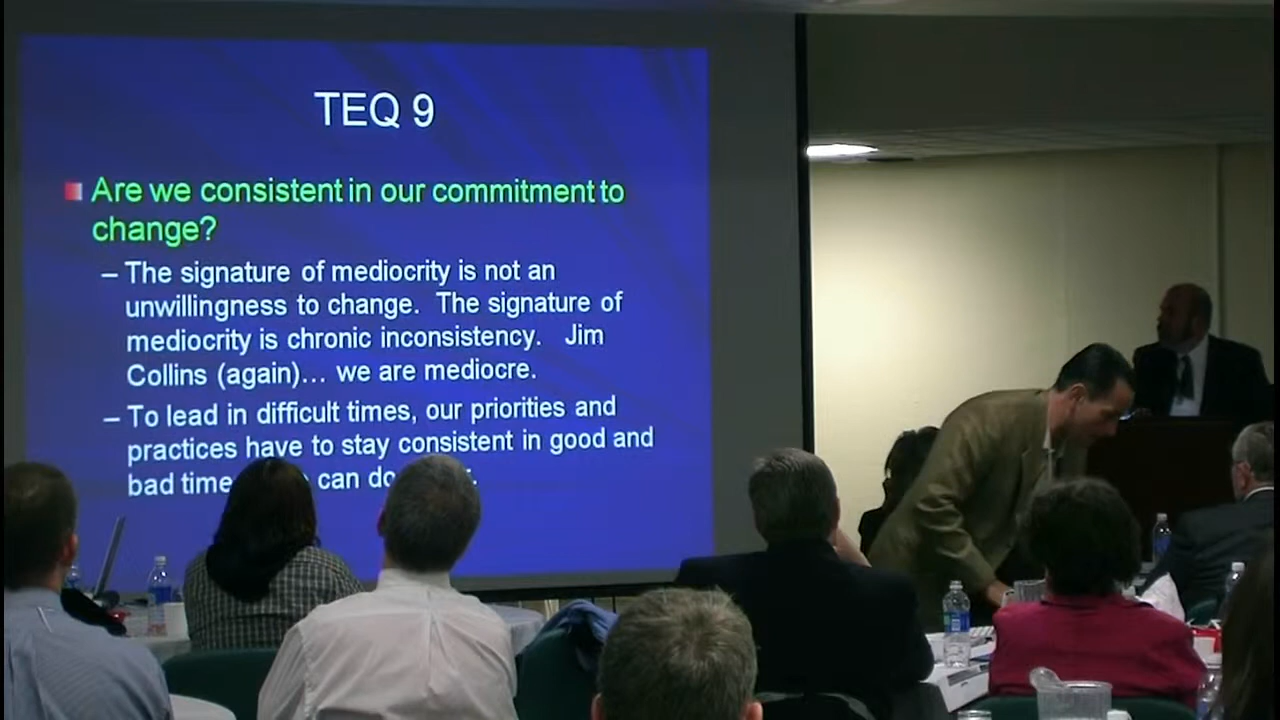 TEQ 9
Are we consistent in our commitment to
change?
– The signature of mediocrity is not an
unwillingness to change. The signature of
mediocrity is chronic inconsistency. Jim
Collins (again)... we are mediocre.
– To lead in difficult times, our priorities and
practices have to stay consistent in good and
bad can do